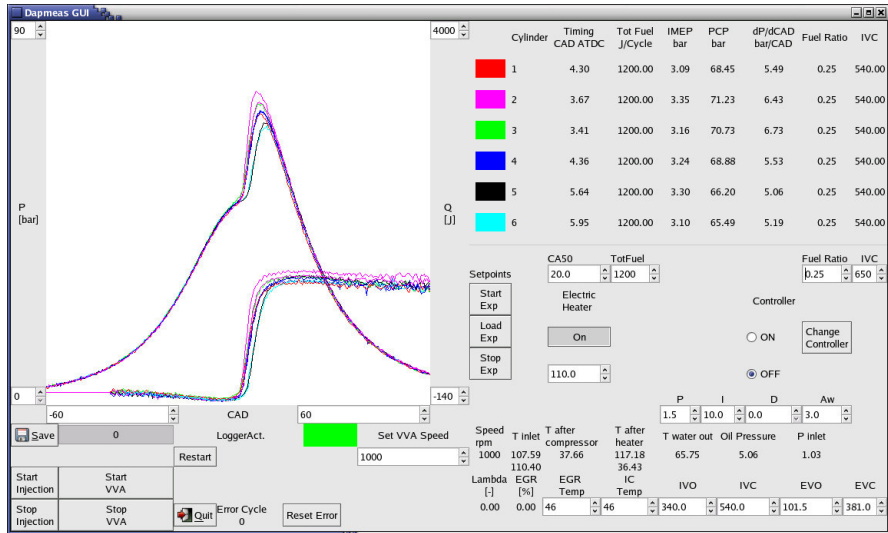 Dapmeas GUI
90
4000
P
[bar]
Q
[J]
0
-140
-60
CAD
60
Cylinder Timing CAD ATDC Tot Fuel J/Cycle IMEP bar PCP bar dP/dCAD bar/CAD Fuel Ratio IVC
1 4.30 1200.00 3.09 68.45 5.49 0.25 540.00
2 3.67 1200.00 3.35 71.23 6.43 0.25 540.00
3 3.41 1200.00 3.16 70.73 6.73 0.25 540.00
4 4.36 1200.00 3.24 68.88 5.53 0.25 540.00
5 5.64 1200.00 3.30 66.20 5.06 0.25 540.00
6 5.95 1200.00 3.10 65.49 5.19 0.25 540.00
CA50 TotFuel Fuel Ratio IVC
Setpoints 20.0 1200 0.25 650
Start Exp
Electric Heater
Controller
Load Exp
On
ON
Change Controller
Stop Exp
110.0
OFF
P I D Aw
1.5 10.0 0.0 3.0
Save 0 LoggerAct. Set VVA Speed
Restart 1000
Start Injection Start VVA
Stop Injection Stop VVA
Quit
Error Cycle
0
Reset Error
Speed rpm T inlet T after compressor T after heater T water out Oil Pressure P inlet
1000 107.59 37.66 117.18 65.75 5.06 1.03
110.40 36.43
Lambda [-] EGR [%] EGR Temp IC Temp IVO IVC EVO EVC
0.00 0.00 46 46 340.0 540.0 101.5 381.0